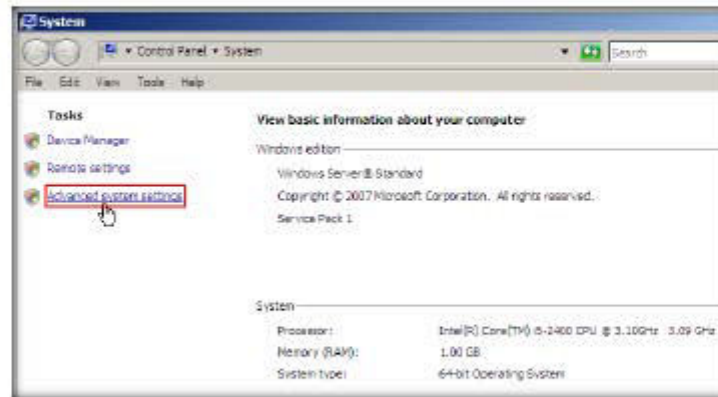 System
Control Panel ▸ System
Search
File Edit View Tools Help
Tasks
Device Manager
Remote settings
Advanced system settings
View basic information about your computer
Windows edition
Windows Server® Standard
Copyright © 2007 Microsoft Corporation. All rights reserved.
Service Pack 1
System
Processor: Intel(R) Core(TM) i5-2400 CPU @ 3.10GHz 3.09 GHz
Memory (RAM): 1.00 GB
System type: 64-bit Operating System